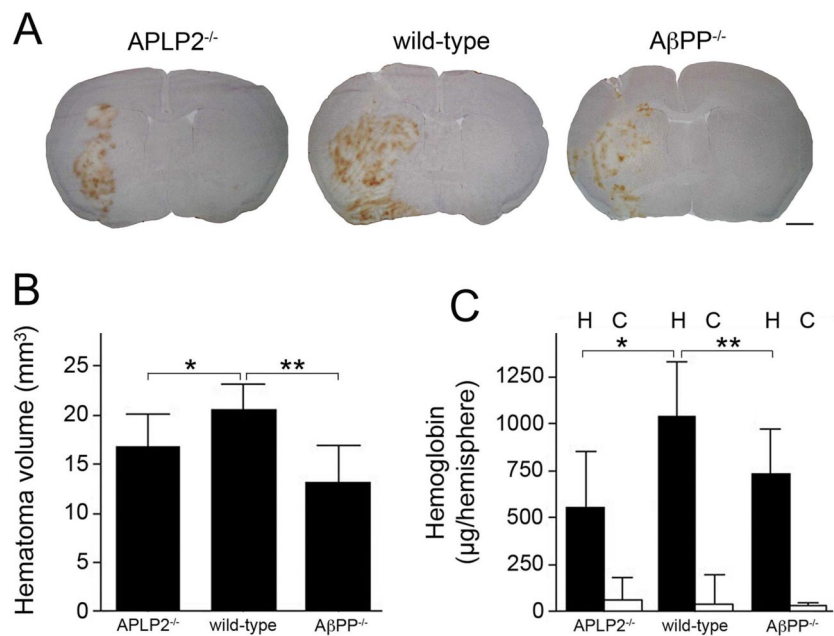 A
APLP2-/-
wild-type
AβPP-/-
B
Hematoma volume (mm³)
25
20
15
10
5
0
*
**
APLP2-/-
wild-type
AβPP-/-
C
H C H C H C
Hemoglobin
(µg/hemisphere)
1250
1000
750
500
250
0
*
**
APLP2-/-
wild-type
AβPP-/-